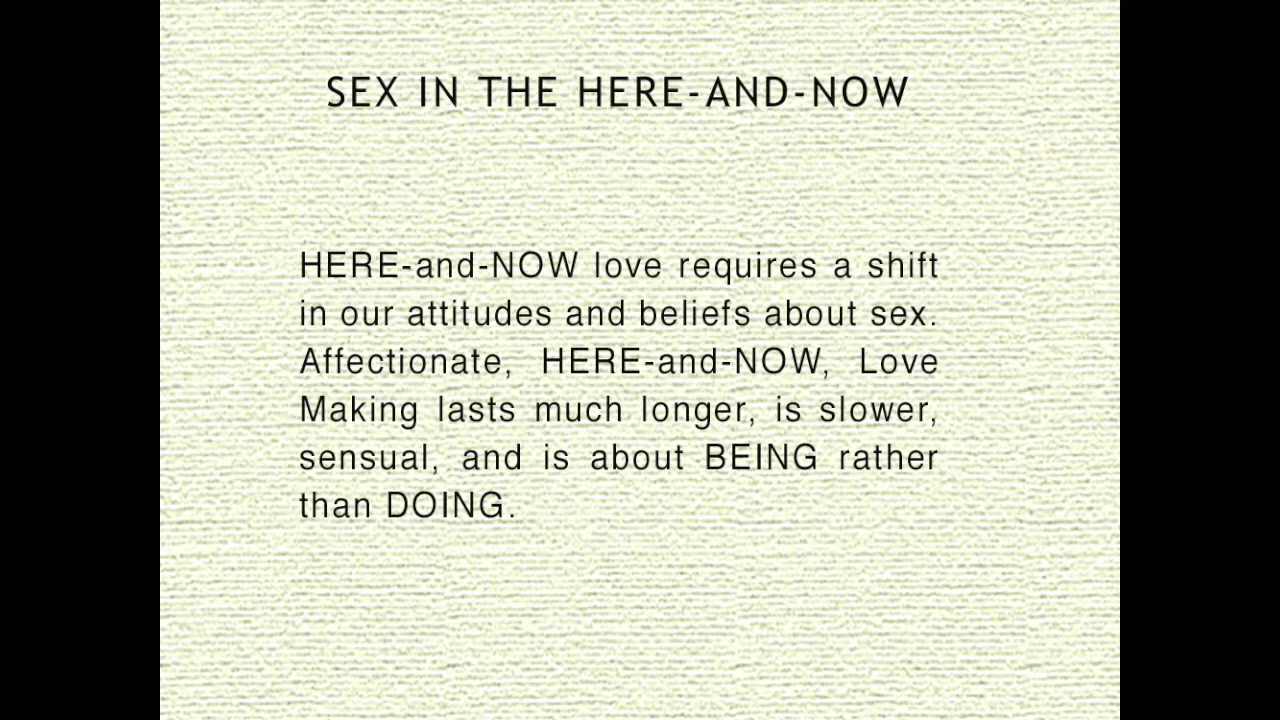 SEX IN THE HERE-AND-NOW
HERE-and-NOW love requires a shift
in our attitudes and beliefs about sex.
Affectionate, HERE-and-NOW, Love
Making lasts much longer, is slower,
sensual, and is about BEING rather
than DOING.